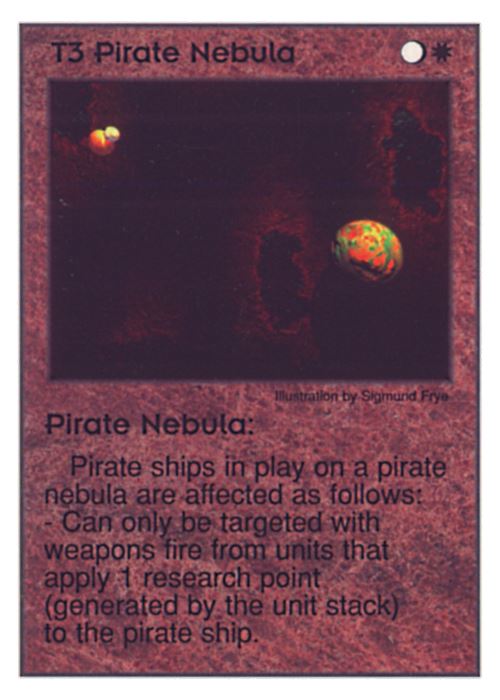 T3 Pirate Nebula
Illustration by Sigmund Frye
Pirate Nebula:
Pirate ships in play on a pirate
nebula are affected as follows:
- Can only be targeted with
weapons fire from units that
apply 1 research point
(generated by the unit stack)
to the pirate ship.